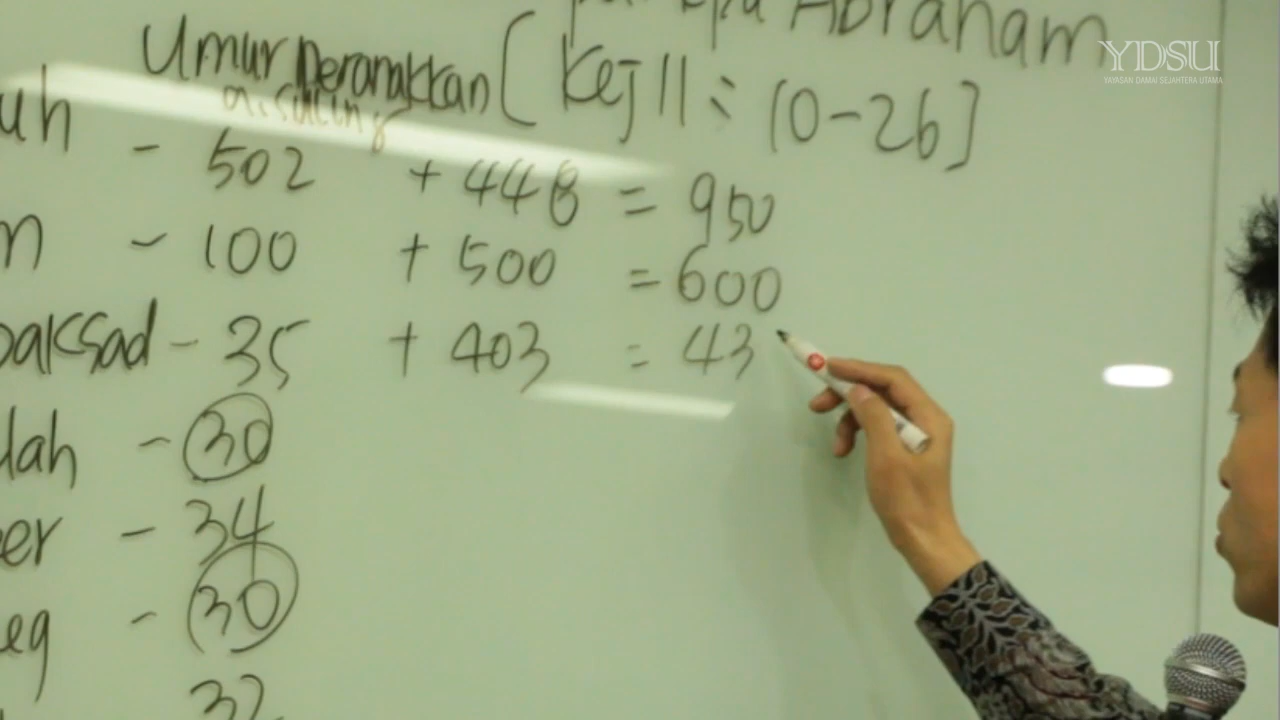 Abraham
YDSU
YAYASAN DAMAI SEJAHTERA UTAMA
Umur Peranakkan [Kej 11 : 10-26]
uh - 502 + 448 = 950
m - 100 + 500 = 600
paksad - 35 + 403 = 43
lah - 30
er - 34
eg - 30
32